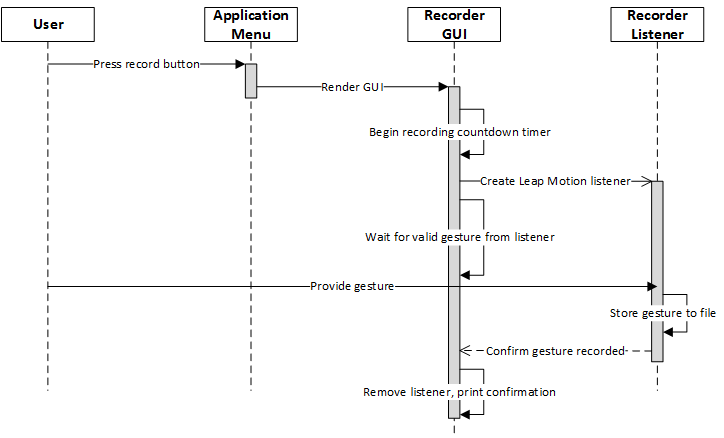 User
Application
Menu
Recorder
GUI
Recorder
Listener
Press record button
Render GUI
Begin recording countdown timer
Create Leap Motion listener
Wait for valid gesture from listener
Provide gesture
Store gesture to file
Confirm gesture recorded
Remove listener, print confirmation